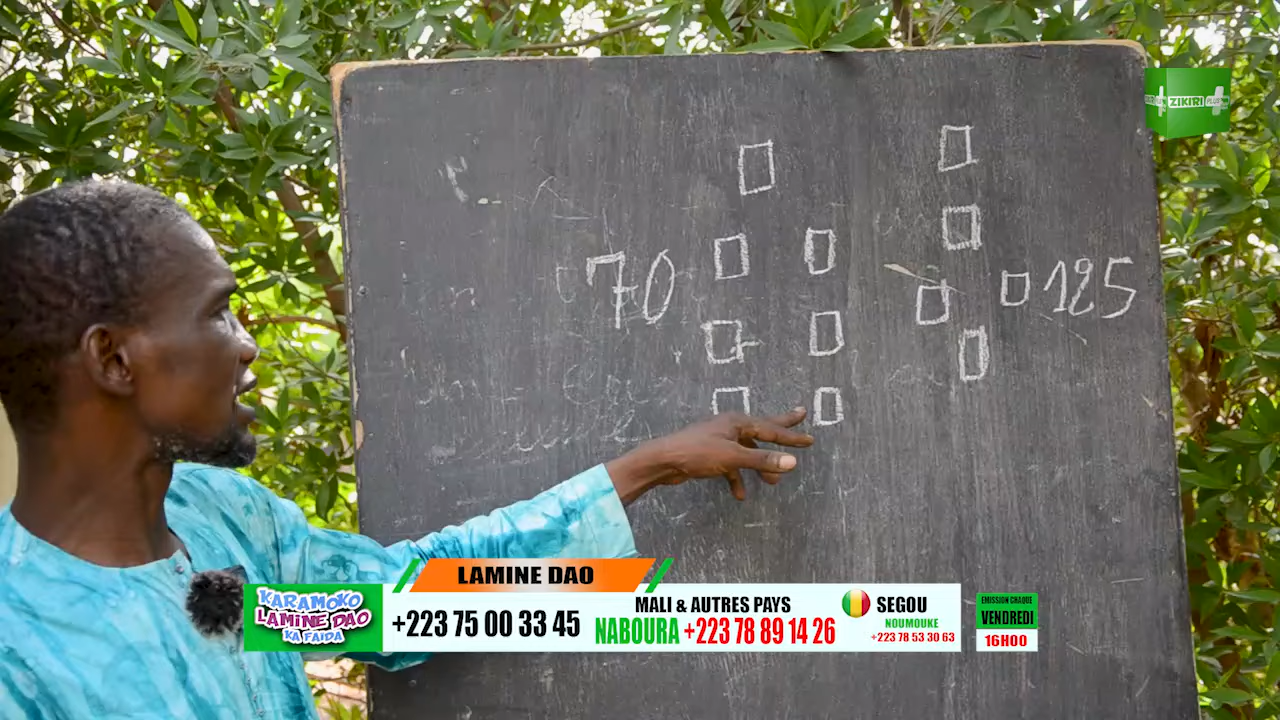 ZIKIRI PLUS
70
125
LAMINE DAO
KARAMOKO
LAMINE DAO
KA FAIDA
+223 75 00 33 45
MALI & AUTRES PAYS
NABOURA +223 78 89 14 26
SEGOU
NOUMOUKE
+223 78 53 30 63
EMISSION CHAQUE
VENDREDI
16H00